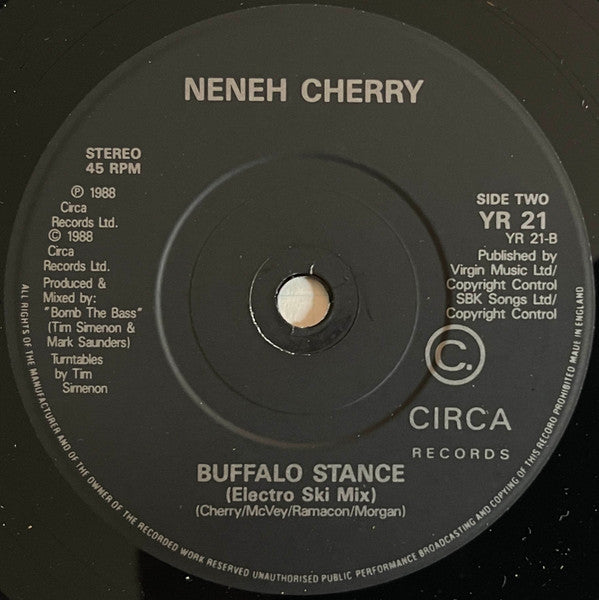 NENEH CHERRY
STEREO
45 RPM
Ⓟ 1988
Circa
Records Ltd.
© 1988
Circa
Records Ltd.
Produced &
Mixed by:
"Bomb The Bass"
(Tim Simenon &
Mark Saunders)
Turntables
by Tim
Simenon
SIDE TWO
YR 21
YR 21-B
Published by
Virgin Music Ltd/
Copyright Control
SBK Songs Ltd/
Copyright Control
C.
CIRCA
RECORDS
BUFFALO STANCE
(Electro Ski Mix)
(Cherry/McVey/Ramacon/Morgan)
ALL RIGHTS OF THE MANUFACTURER AND OF THE OWNER OF THE RECORDED WORK RESERVED UNAUTHORISED PUBLIC PERFORMANCE BROADCASTING AND COPYING OF THIS RECORD PROHIBITED MADE IN ENGLAND